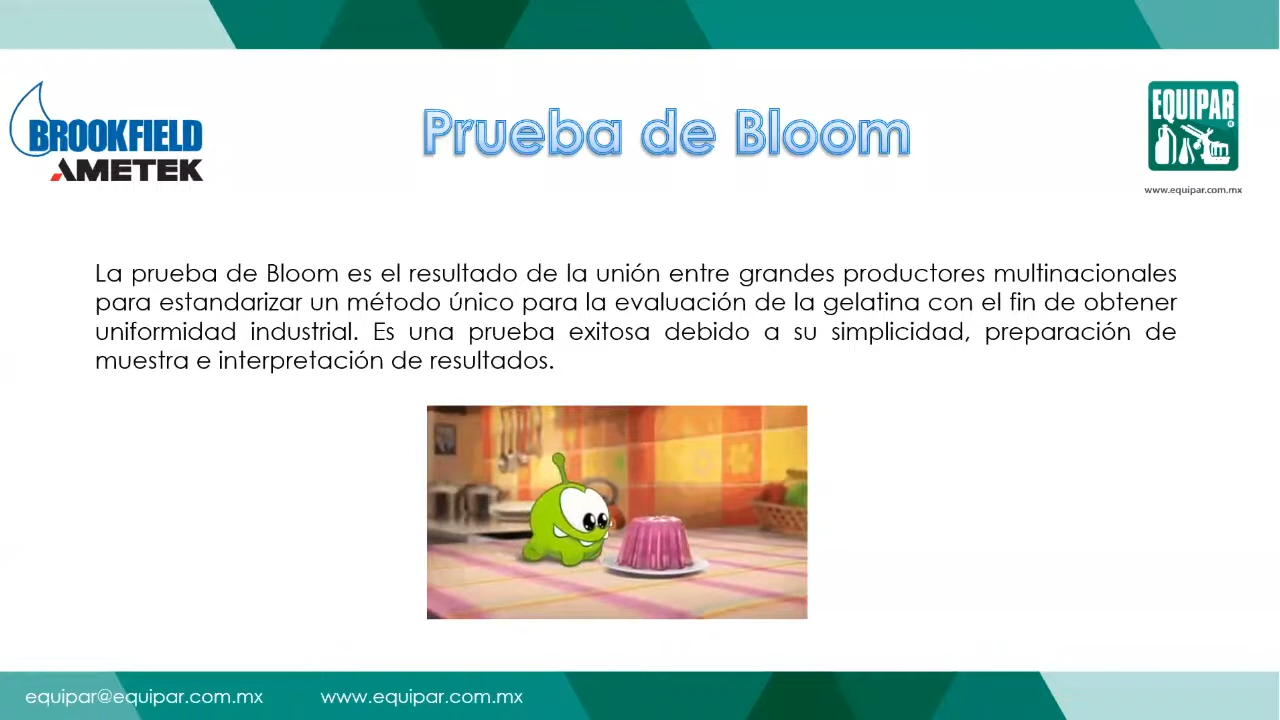 BROOKFIELD
AMETEK
Prueba de Bloom
EQUIPAR
®
www.equipar.com.mx
La prueba de Bloom es el resultado de la unión entre grandes productores multinacionales
para estandarizar un método único para la evaluación de la gelatina con el fin de obtener
uniformidad industrial. Es una prueba exitosa debido a su simplicidad, preparación de
muestra e interpretación de resultados.
equipar@equipar.com.mx www.equipar.com.mx